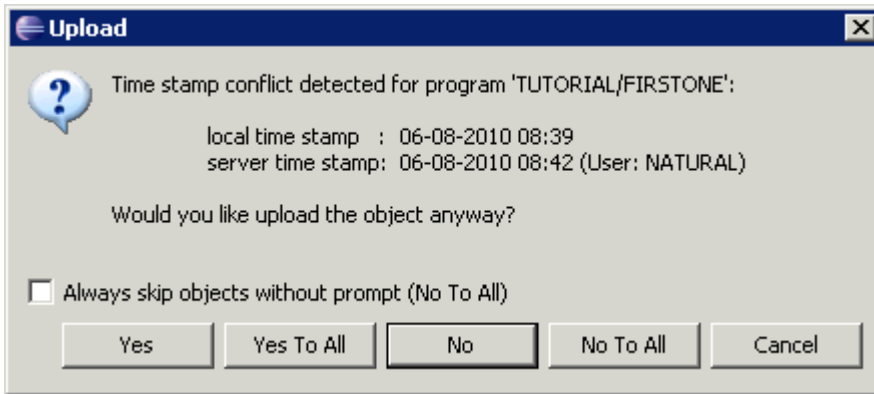 Upload
Time stamp conflict detected for program 'TUTORIAL/FIRSTONE':
local time stamp : 06-08-2010 08:39
server time stamp: 06-08-2010 08:42 (User: NATURAL)
Would you like upload the object anyway?
Always skip objects without prompt (No To All)
Yes Yes To All No No To All Cancel